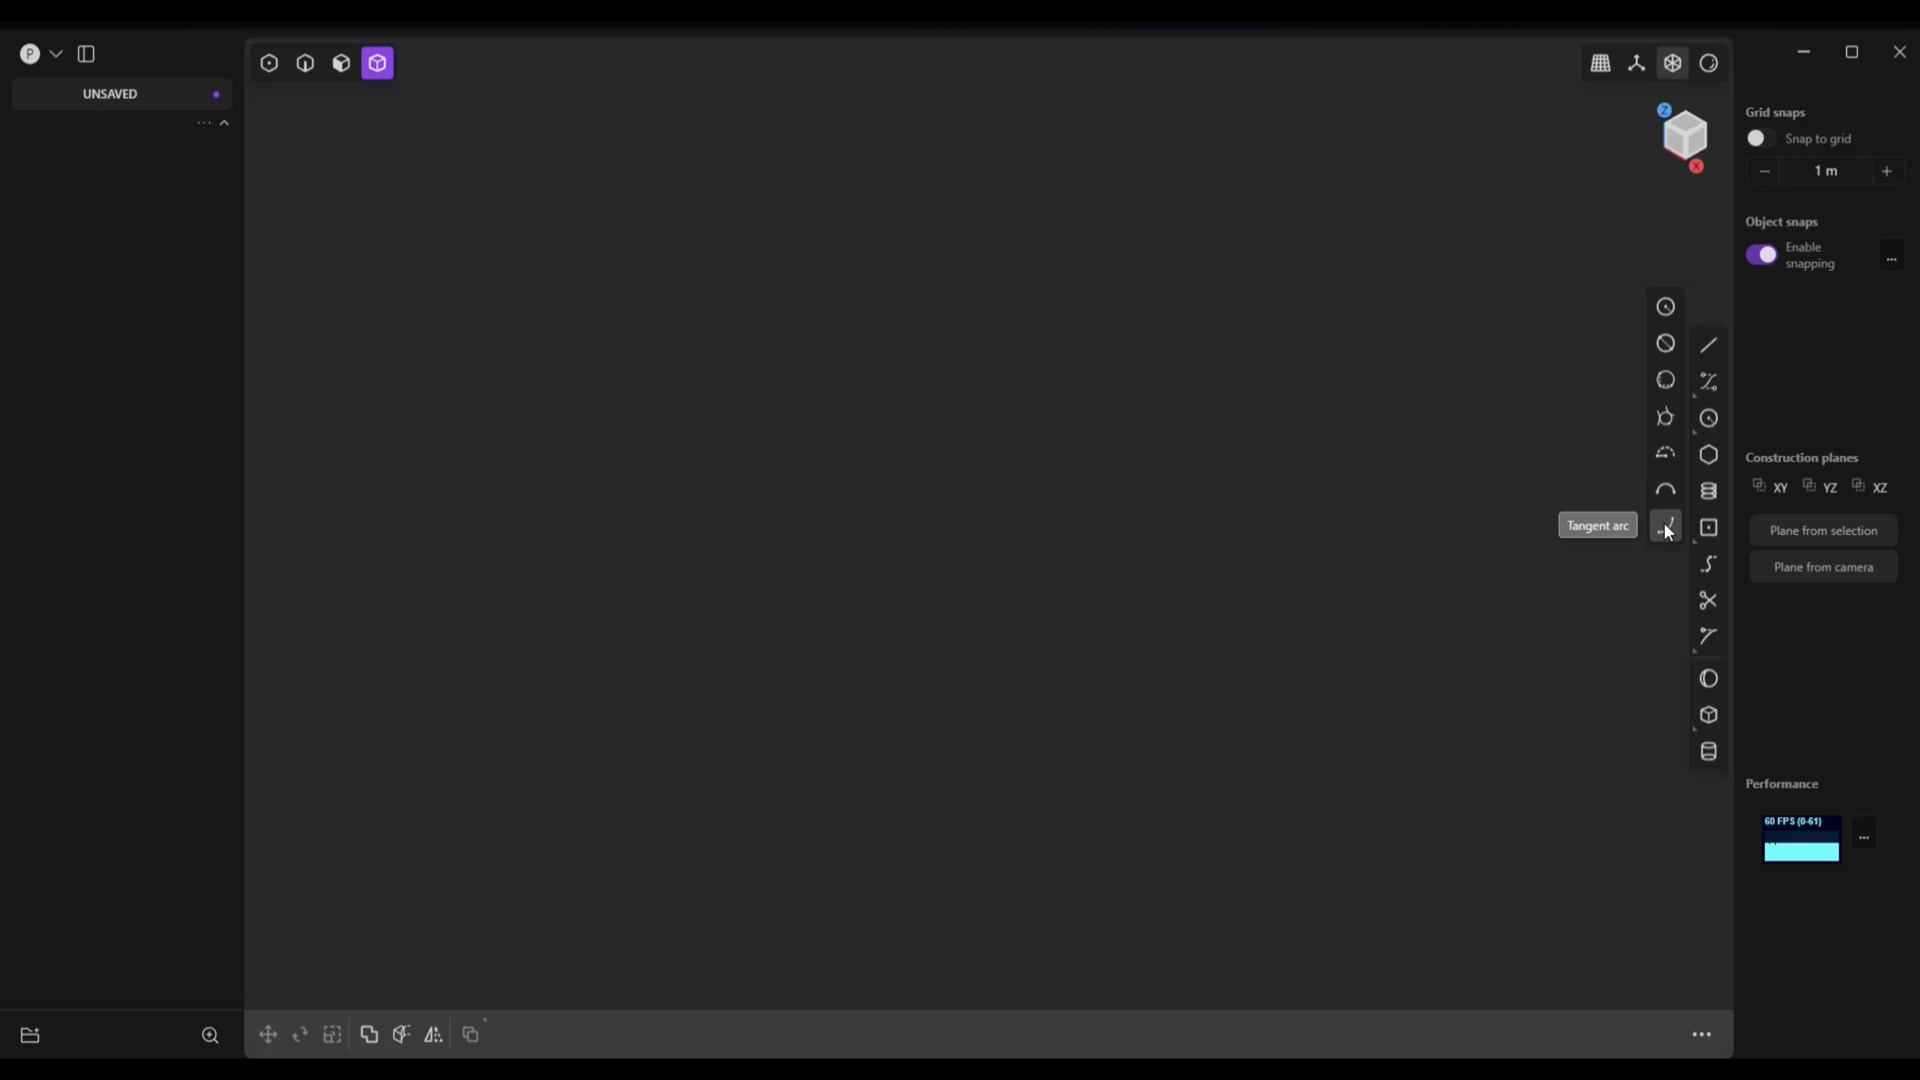 P
UNSAVED
Z
X
Grid snaps
Snap to grid
1 m
Object snaps
Enable
snapping
...
Tangent arc
Construction planes
XY YZ XZ
Plane from selection
Plane from camera
Performance
60 FPS (0-61)
...